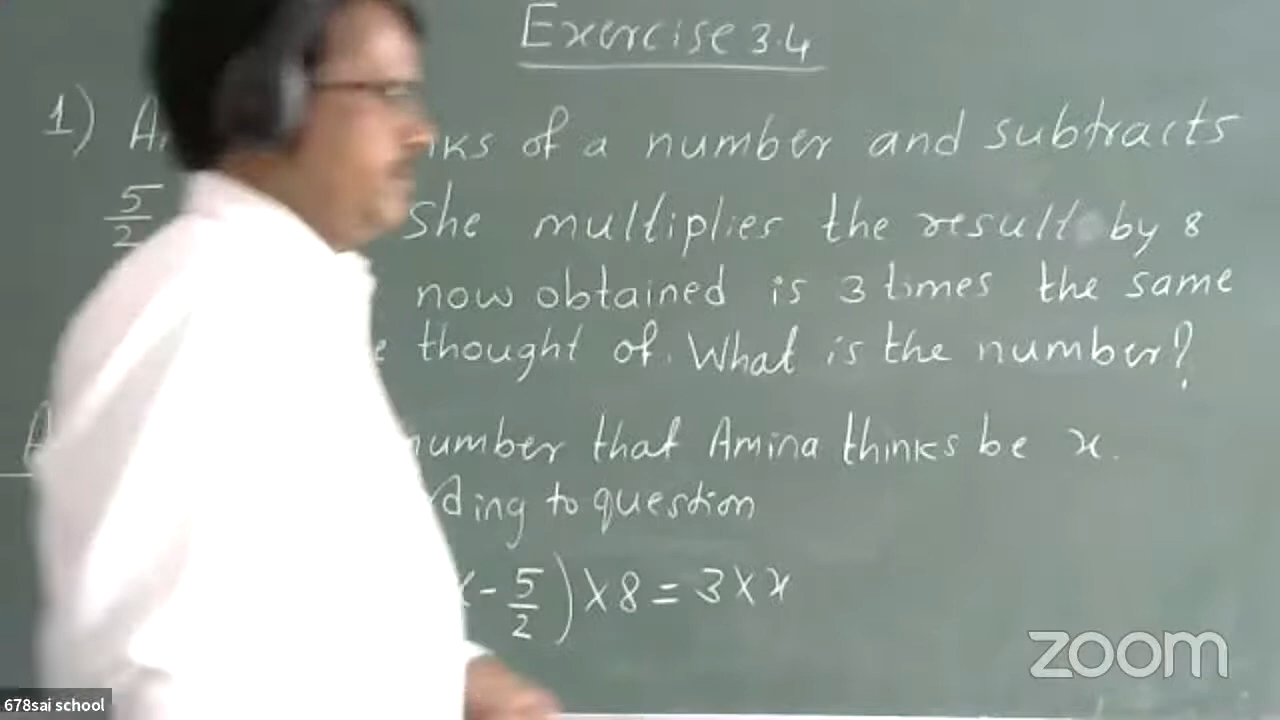 Exercise 3.4
1) of a number and subtracts
5/2 She multiplies the result by 8
now obtained is 3 times the same
thought of. What is the number?
number that Amina thinks be x.
to question
- 5/2) × 8 = 3 × x
zoom
678sai school